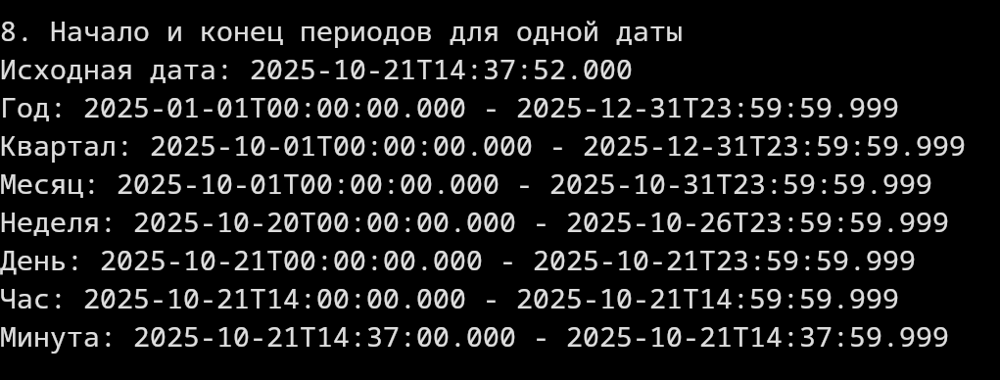 8. Начало и конец периодов для одной даты
Исходная дата: 2025-10-21T14:37:52.000
Год: 2025-01-01T00:00:00.000 - 2025-12-31T23:59:59.999
Квартал: 2025-10-01T00:00:00.000 - 2025-12-31T23:59:59.999
Месяц: 2025-10-01T00:00:00.000 - 2025-10-31T23:59:59.999
Неделя: 2025-10-20T00:00:00.000 - 2025-10-26T23:59:59.999
День: 2025-10-21T00:00:00.000 - 2025-10-21T23:59:59.999
Час: 2025-10-21T14:00:00.000 - 2025-10-21T14:59:59.999
Минута: 2025-10-21T14:37:00.000 - 2025-10-21T14:37:59.999